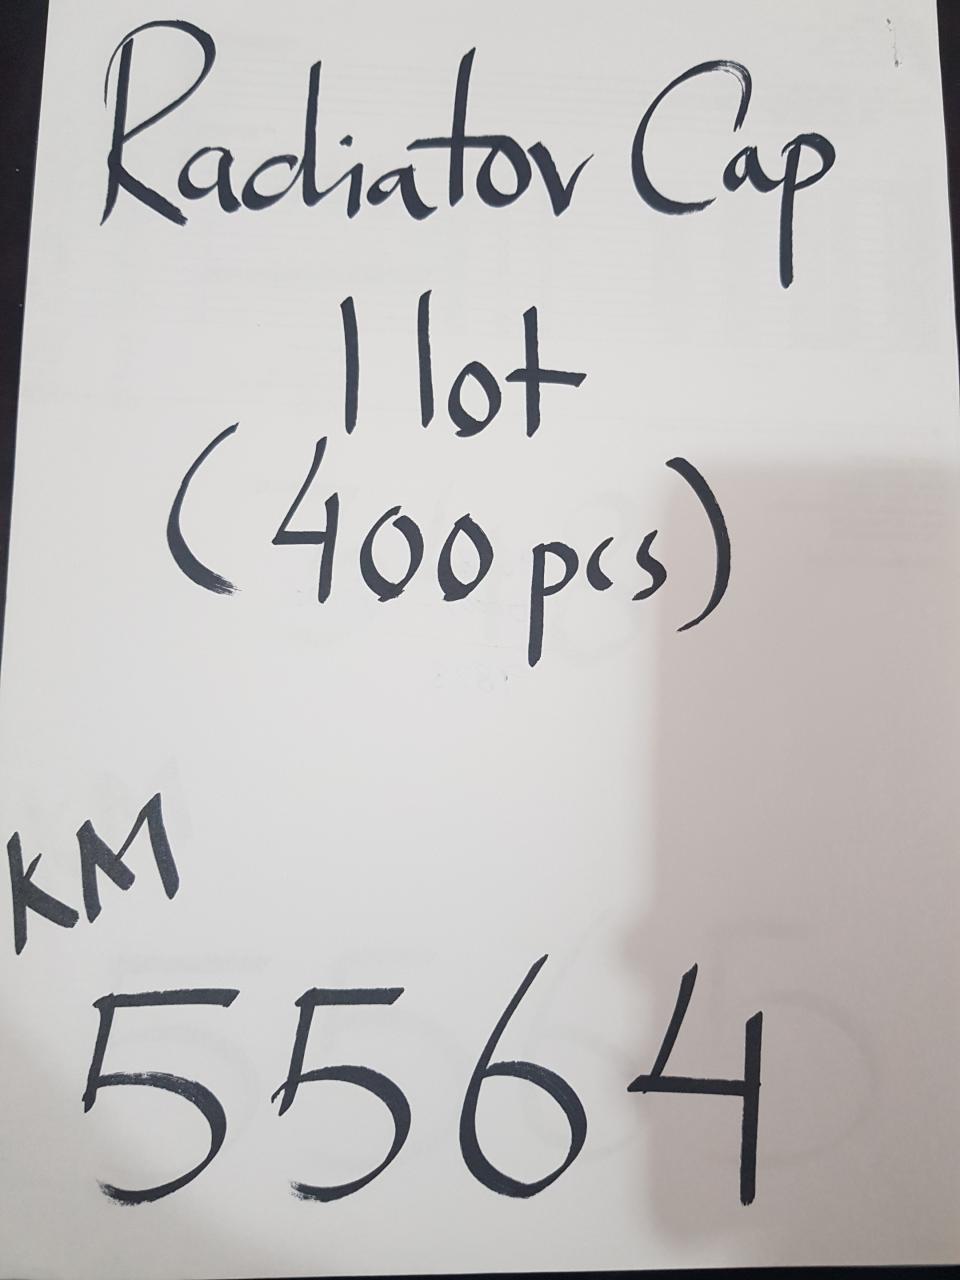 Radiator Cap
1 lot
(400 pcs)
KM
5564